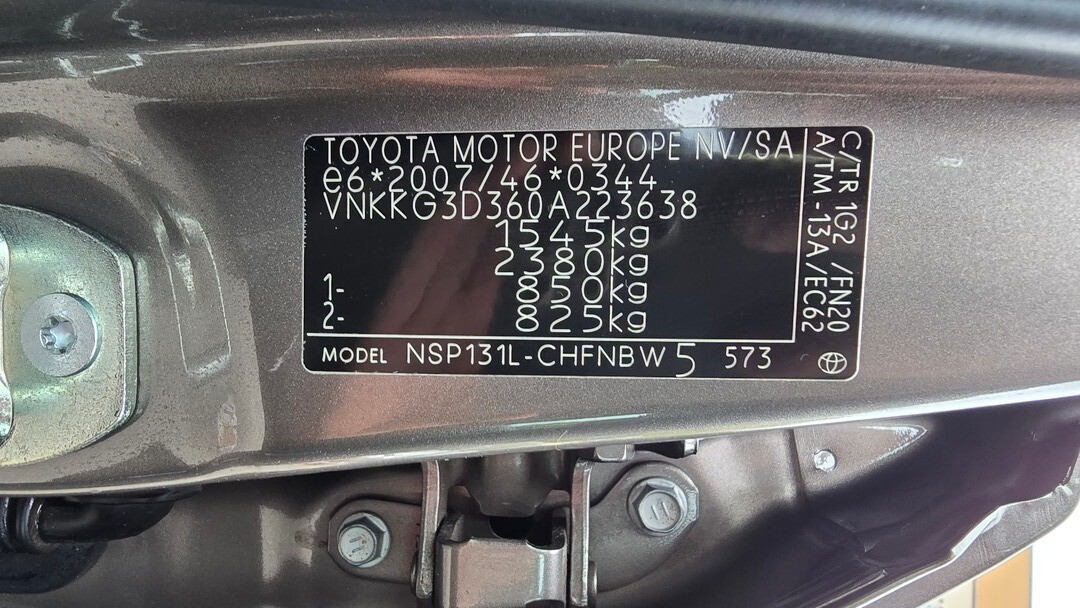 TOYOTA MOTOR EUROPE NV/SA
e6*2007/46*0344
VNKKG3D360A223638
1545kg
2380kg
1- 850kg
2- 825kg
MODEL NSP131L-CHFNBW 5 573
C/TR 1G2 /FN20
A/TM -13A/EC62